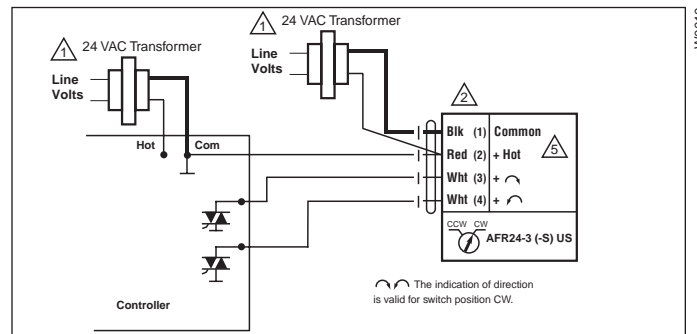 1 24 VAC Transformer
Line
Volts
1 24 VAC Transformer
Line
Volts
Hot Com
2
Blk (1) Common
Red (2) + Hot
5
Wht (3) +
Wht (4) +
CCW CW
AFR24-3 (-S) US
The indication of direction
is valid for switch position CW.
Controller